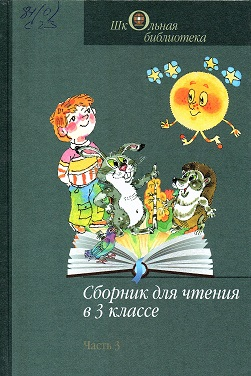 Школьная
библиотека
Сборник для чтения
в 3 классе
Часть 3